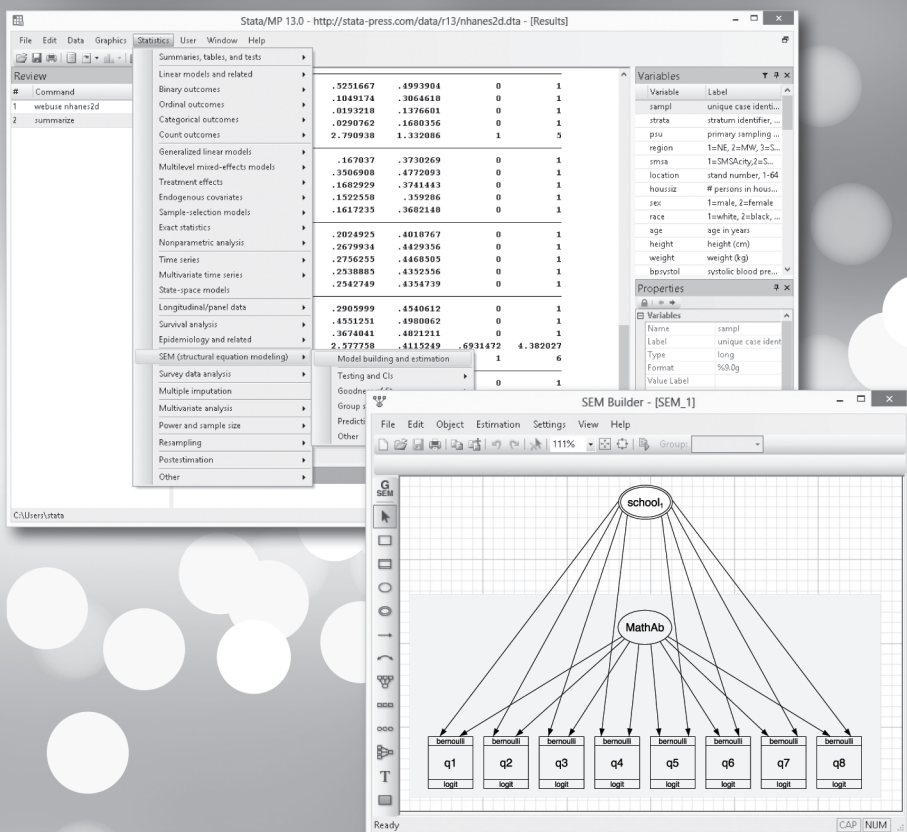 Stata/MP 13.0 - http://stata-press.com/data/r13/nhanes2d.dta - [Results]
File Edit Data Graphics Statistics User Window Help
Review
# Command
1 webuse nhanes2d
2 summarize
Summaries, tables, and tests
Linear models and related
Binary outcomes
Ordinal outcomes
Categorical outcomes
Count outcomes
Generalized linear models
Multilevel mixed-effects models
Treatment effects
Endogenous covariates
Sample-selection models
Exact statistics
Nonparametric analysis
Time series
Multivariate time series
State-space models
Longitudinal/panel data
Survival analysis
Epidemiology and related
SEM (structural equation modeling)
Survey data analysis
Multiple imputation
Multivariate analysis
Power and sample size
Resampling
Postestimation
Other
Model building and estimation
Testing and CIs
Goodness
Group
Predicti
Other
.5251667 .4993904 0 1
.1049174 .3064618 0 1
.0193218 .1376601 0 1
.0290762 .1680356 0 1
2.790938 1.332086 1 5
.167037 .3730269 0 1
.3506908 .4772093 0 1
.1682929 .3741443 0 1
.1522558 .359286 0 1
.1617235 .3682148 0 1
.2024925 .4018767 0 1
.2679934 .4429356 0 1
.2756255 .4468505 0 1
.2538885 .4352556 0 1
.2542749 .4354739 0 1
.2905999 .4540612 0 1
.4551251 .4980062 0 1
.3674041 .4821211 0 1
2.577758 .4115249 .6931472 4.382027
1 6
0 1
Variables
Variable Label
sampl unique case identi...
strata stratum identifier, ...
psu primary sampling ...
region 1=NE, 2=MW, 3=S...
smsa 1=SMSAcity,2=S...
location stand number, 1-64
houssiz # persons in hous...
sex 1=male, 2=female
race 1=white, 2=black, ...
age age in years
height height (cm)
weight weight (kg)
bpsystol systolic blood pre...
Properties
Variables
Name sampl
Label unique case ident
Type long
Format %9.0g
Value Label
C:\Users\stata
SEM Builder - [SEM_1]
File Edit Object Estimation Settings View Help
111% Group:
G
SEM
T
school1
MathAb
bernoulli bernoulli bernoulli bernoulli bernoulli bernoulli bernoulli bernoulli
q1 q2 q3 q4 q5 q6 q7 q8
logit logit logit logit logit logit logit logit
Ready CAP NUM